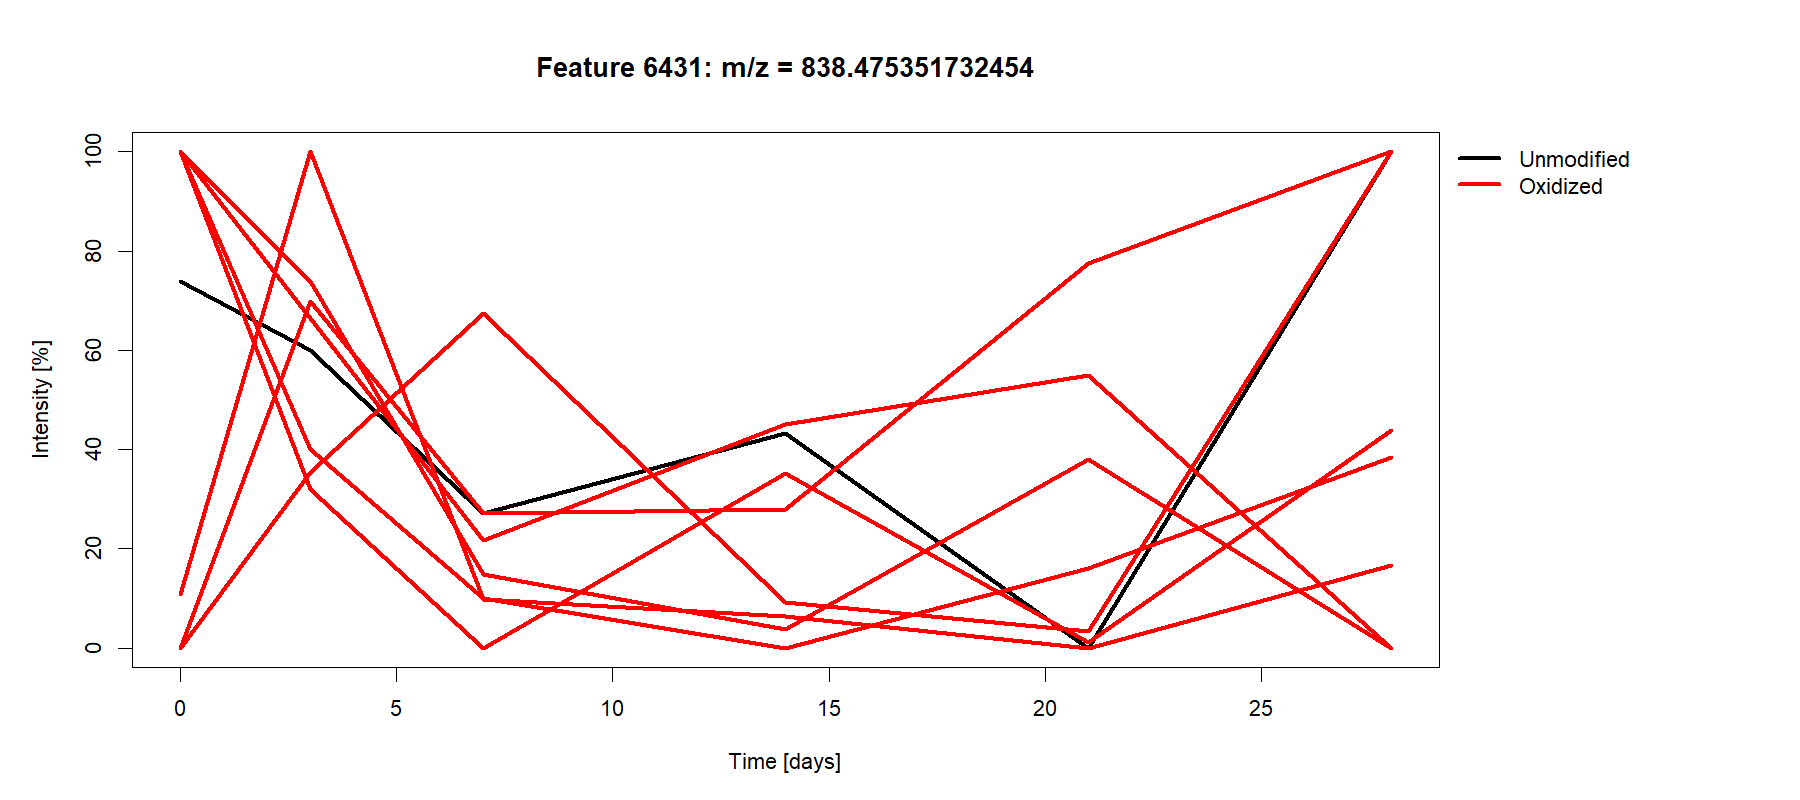 Feature 6431: m/z = 838.475351732454
Unmodified
Oxidized
Intensity [%]
100
80
60
40
20
0
0 5 10 15 20 25
Time [days]